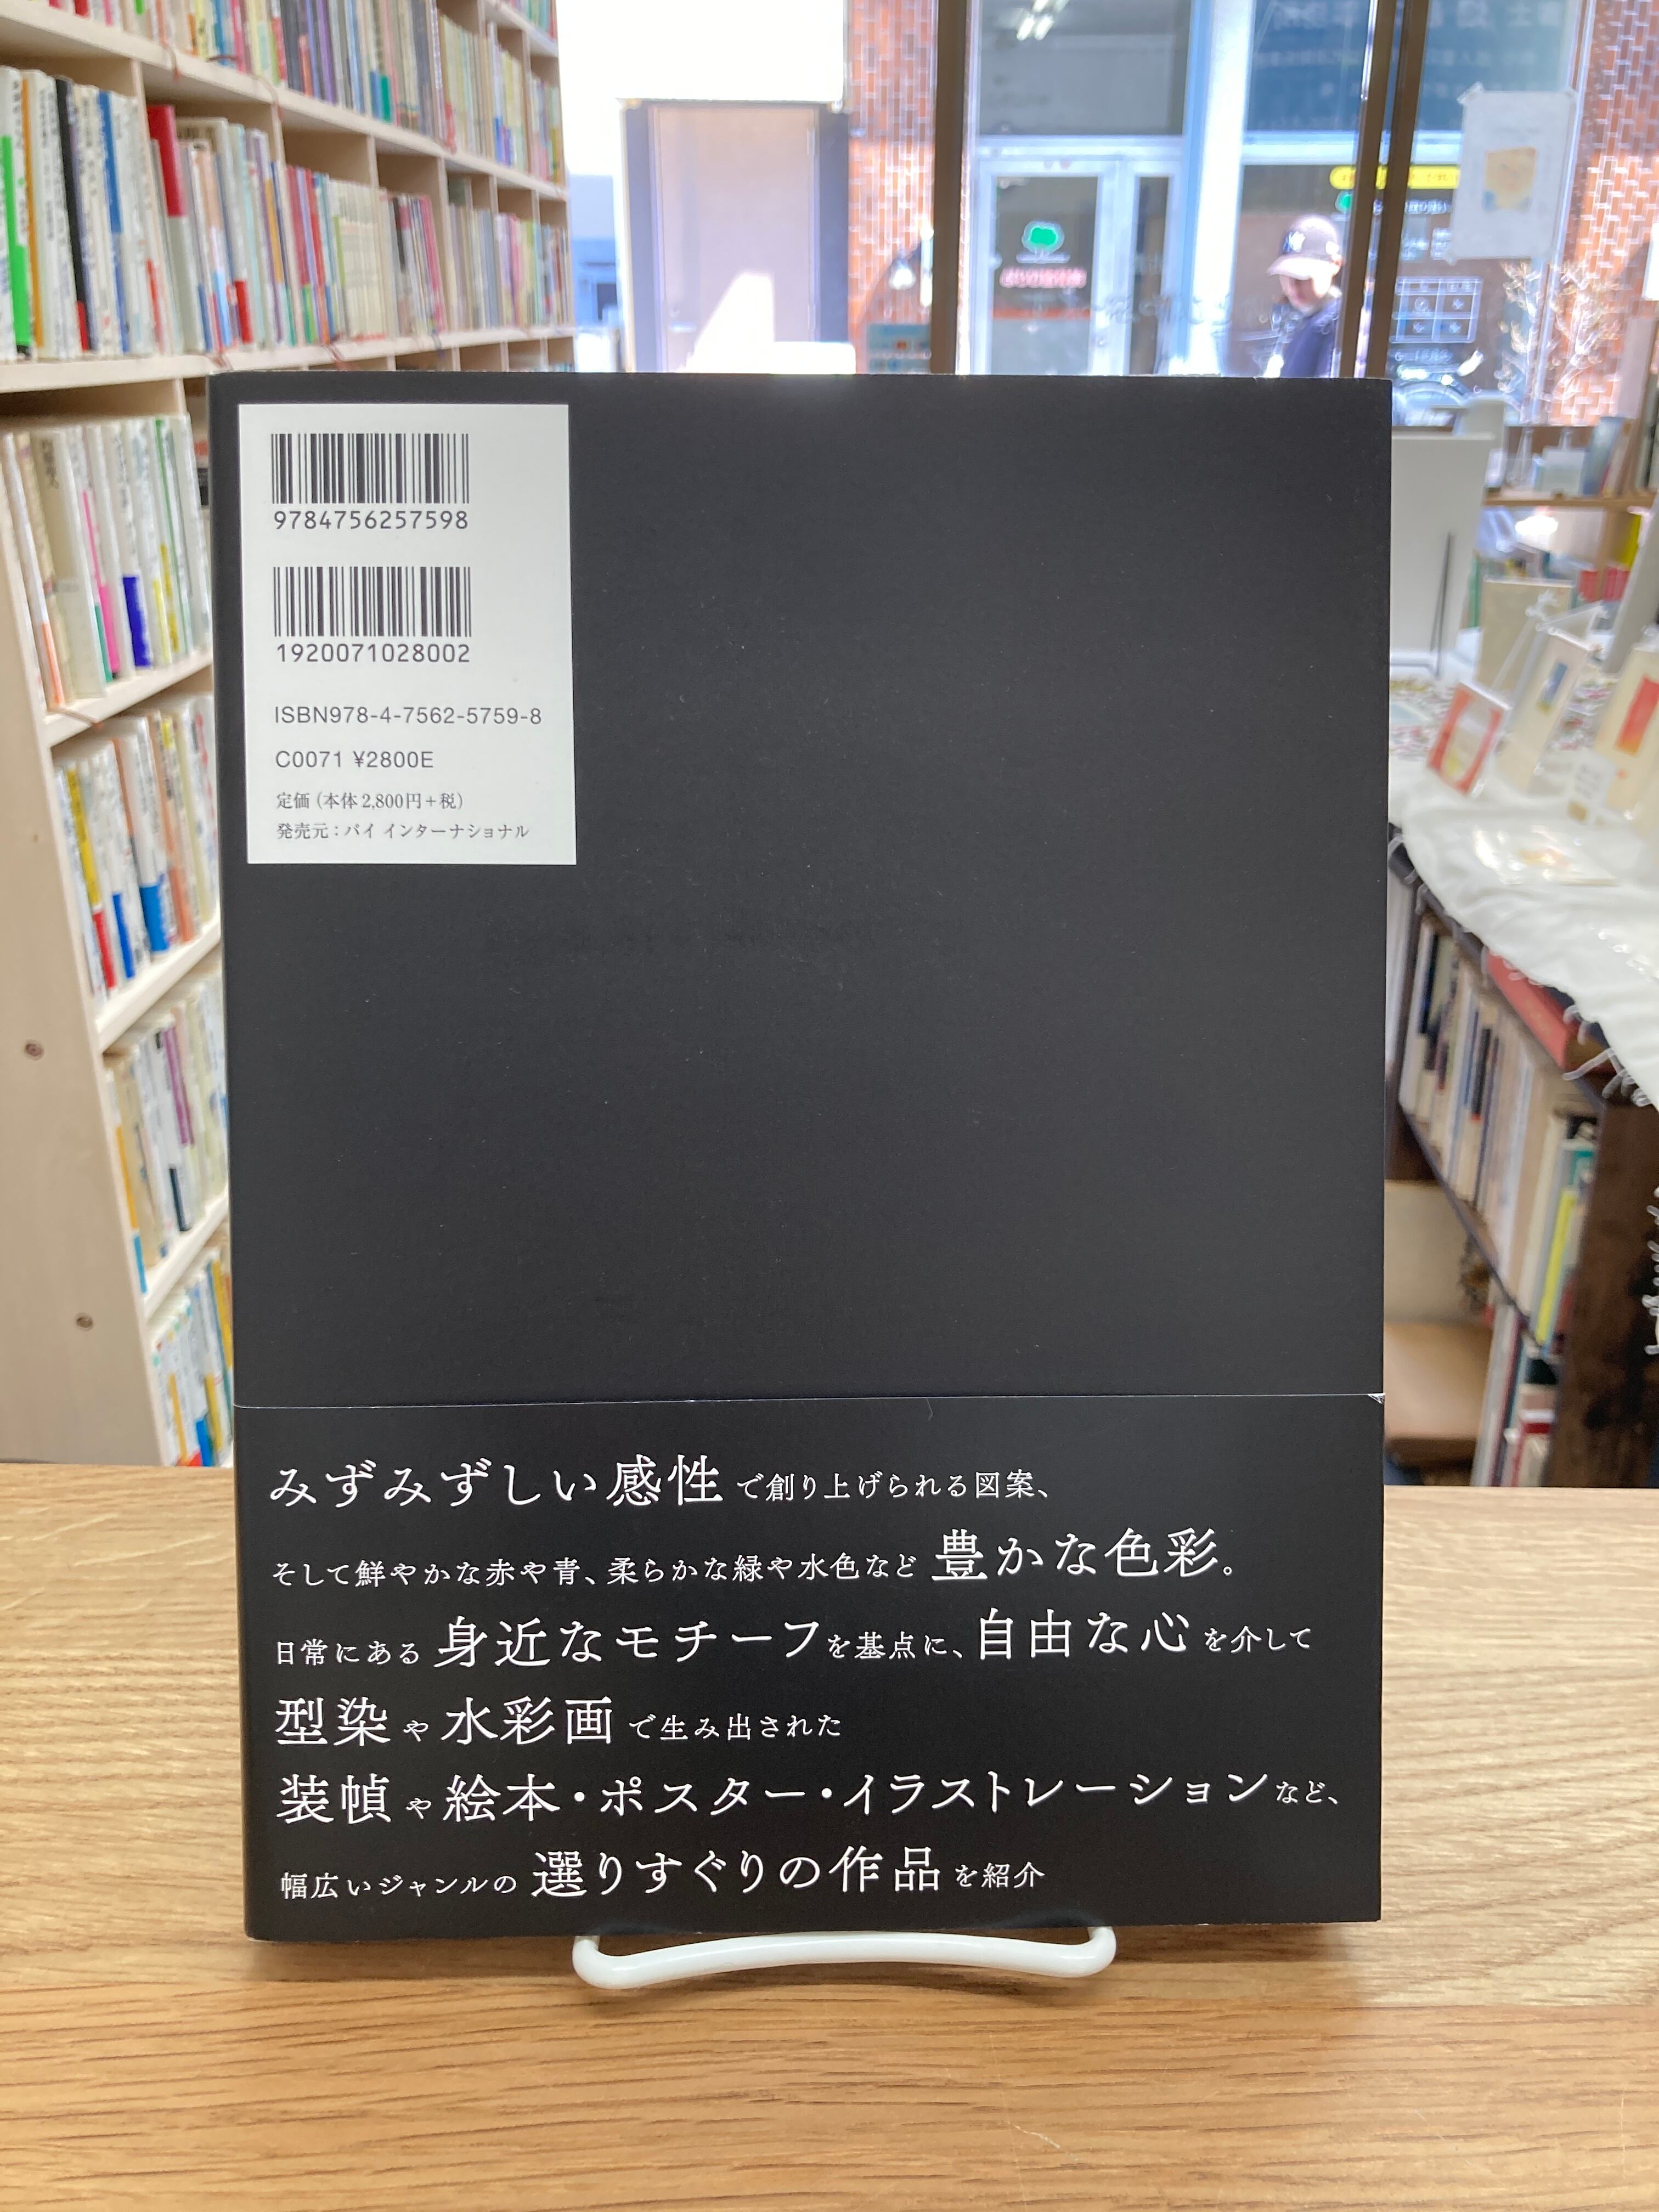 9784756257598
1920071028002
ISBN978-4-7562-5759-8
C0071 ¥2800E
定価(本体2,800円+税)
発売元:パイ インターナショナル
みずみずしい感性で創り上げられる図案、
そして鮮やかな赤や青、柔らかな緑や水色など豊かな色彩。
日常にある身近なモチーフを基点に、自由な心を介して
型染や水彩画で生み出された
装幀や絵本・ポスター・イラストレーションなど、
幅広いジャンルの選りすぐりの作品を紹介